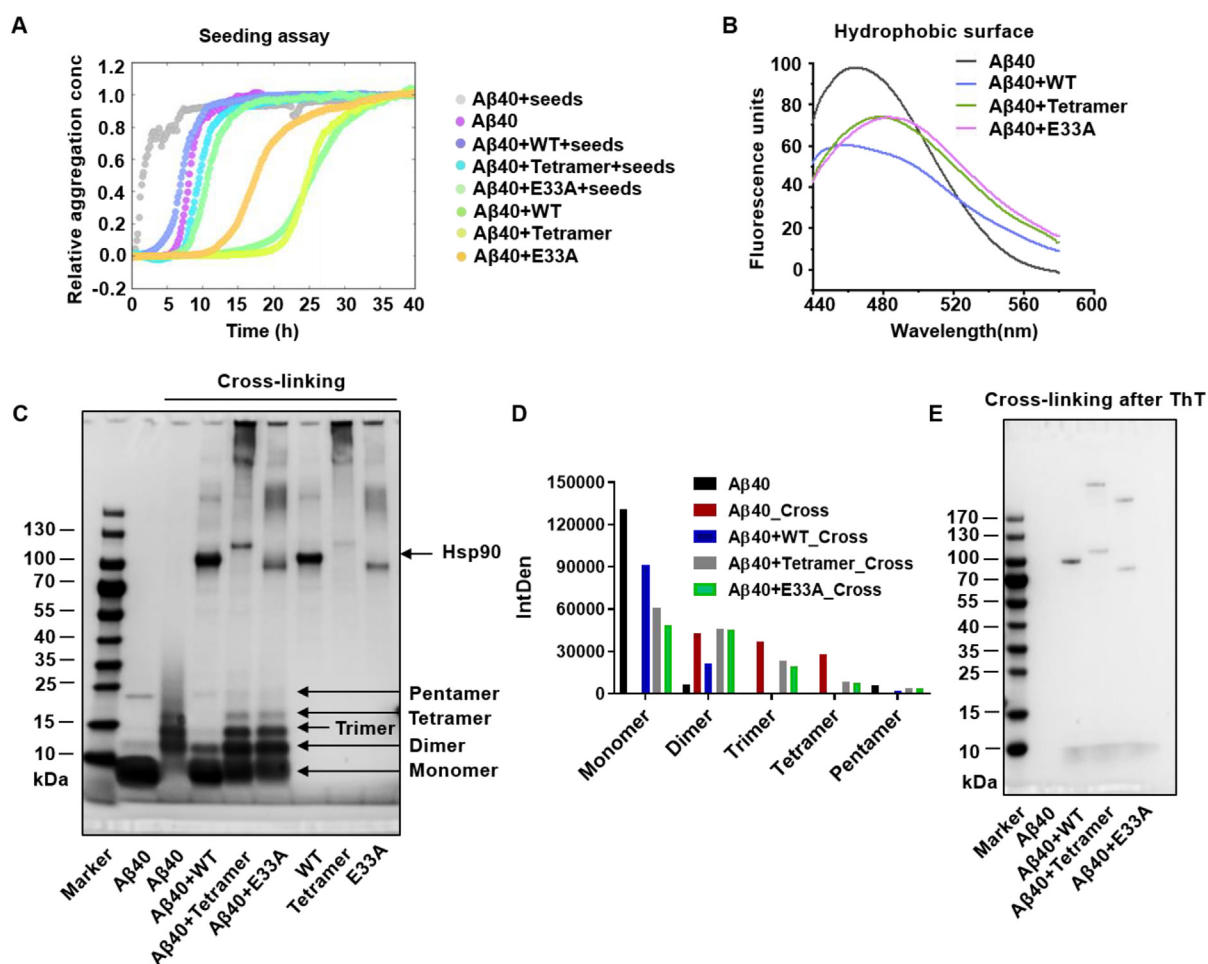 A
Seeding assay
Relative aggregation conc
1.2
1.0
0.8
0.6
0.4
0.2
0.0
-0.2
0 5 10 15 20 25 30 35 40
Time (h)
Aβ40+seeds
Aβ40
Aβ40+WT+seeds
Aβ40+Tetramer+seeds
Aβ40+E33A+seeds
Aβ40+WT
Aβ40+Tetramer
Aβ40+E33A
B
Hydrophobic surface
Fluorescence units
100
80
60
40
20
0
440 480 520 560 600
Wavelength(nm)
Aβ40
Aβ40+WT
Aβ40+Tetramer
Aβ40+E33A
C
Cross-linking
130
100
70
55
40
35
25
15
10
kDa
Hsp90
Pentamer
Tetramer
Trimer
Dimer
Monomer
Marker
Aβ40
Aβ40
Aβ40+WT
Aβ40+Tetramer
Aβ40+E33A
WT
Tetramer
E33A
D
IntDen
150000
120000
90000
60000
30000
0
Monomer
Dimer
Trimer
Tetramer
Pentamer
Aβ40
Aβ40_Cross
Aβ40+WT_Cross
Aβ40+Tetramer_Cross
Aβ40+E33A_Cross
E
Cross-linking after ThT
170
130
100
70
55
40
35
25
15
10
kDa
Marker
Aβ40
Aβ40+WT
Aβ40+Tetramer
Aβ40+E33A